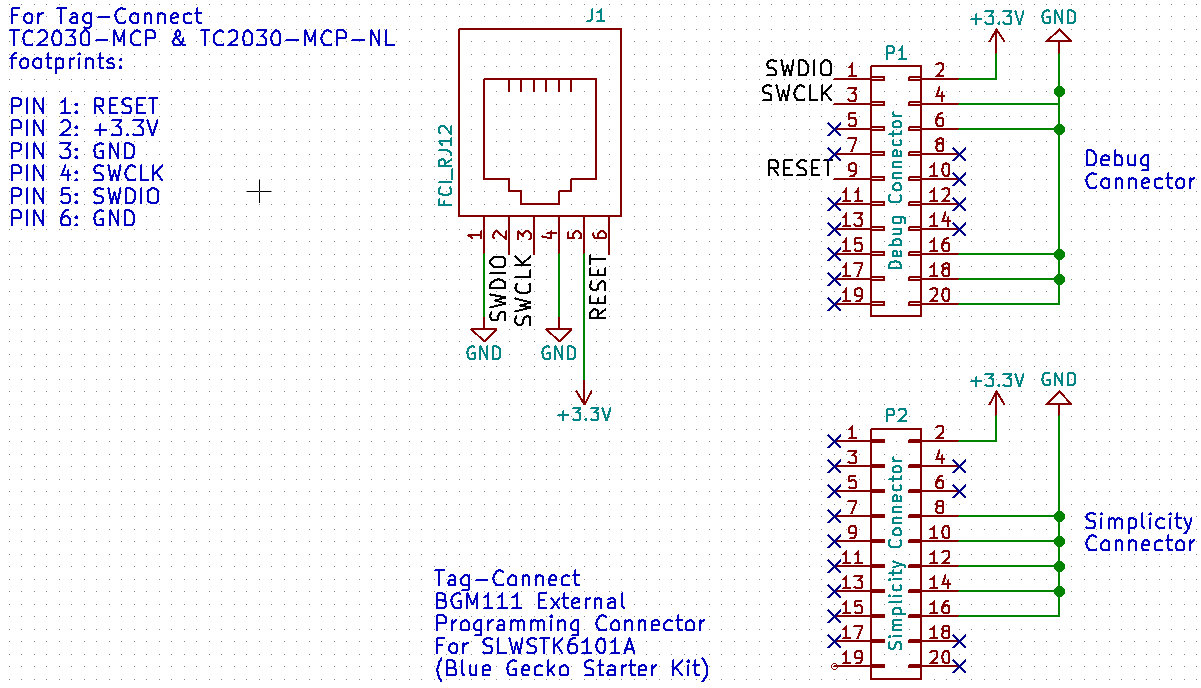 For Tag-Connect
TC2030-MCP & TC2030-MCP-NL
footprints:
PIN 1: RESET
PIN 2: +3.3V
PIN 3: GND
PIN 4: SWCLK
PIN 5: SWDIO
PIN 6: GND
J1
FCI_RJ12
1 2 3 4 5 6
SWDIO
SWCLK
RESET
GND
GND
+3.3V
+3.3V GND
P1
SWDIO 1 2
SWCLK 3 4
5 6
7 8
RESET 9 10
11 12
13 14
15 16
17 18
19 20
Debug Connector
Debug
Connector
+3.3V GND
P2
1 2
3 4
5 6
7 8
9 10
11 12
13 14
15 16
17 18
19 20
Simplicity Connector
Simplicity
Connector
Tag-Connect
BGM111 External
Programming Connector
For SLWSTK6101A
(Blue Gecko Starter Kit)